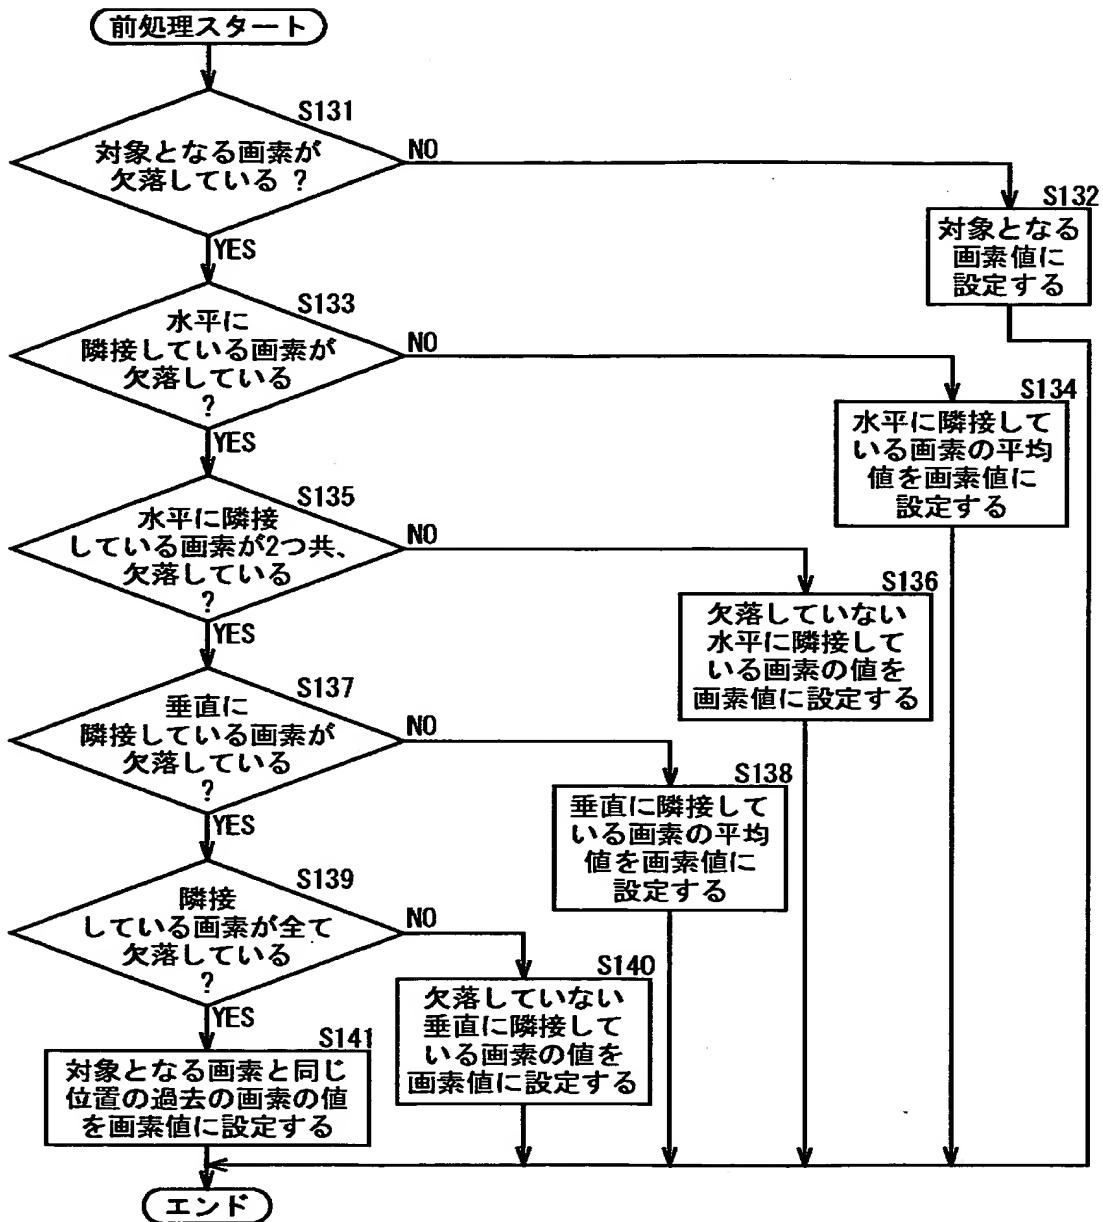 前処理スタート
S131
対象となる画素が
欠落している ?
NO
YES
S132
対象となる
画素値に
設定する
S133
水平に
隣接している画素が
欠落している
?
NO
YES
S134
水平に隣接して
いる画素の平均
値を画素値に
設定する
S135
水平に隣接
している画素が2つ共、
欠落している
?
NO
YES
S136
欠落していない
水平に隣接して
いる画素の値を
画素値に設定する
S137
垂直に
隣接している画素が
欠落している
?
NO
YES
S138
垂直に隣接して
いる画素の平均
値を画素値に
設定する
S139
隣接
している画素が全て
欠落している
?
NO
YES
S140
欠落していない
垂直に隣接して
いる画素の値を
画素値に設定する
S141
対象となる画素と同じ
位置の過去の画素の値
を画素値に設定する
エンド